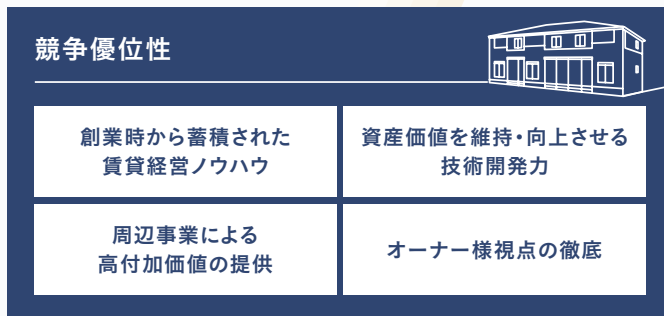 競争優位性
創業時から蓄積された
賃貸経営ノウハウ
資産価値を維持・向上させる
技術開発力
周辺事業による
高付加価値の提供
オーナー様視点の徹底